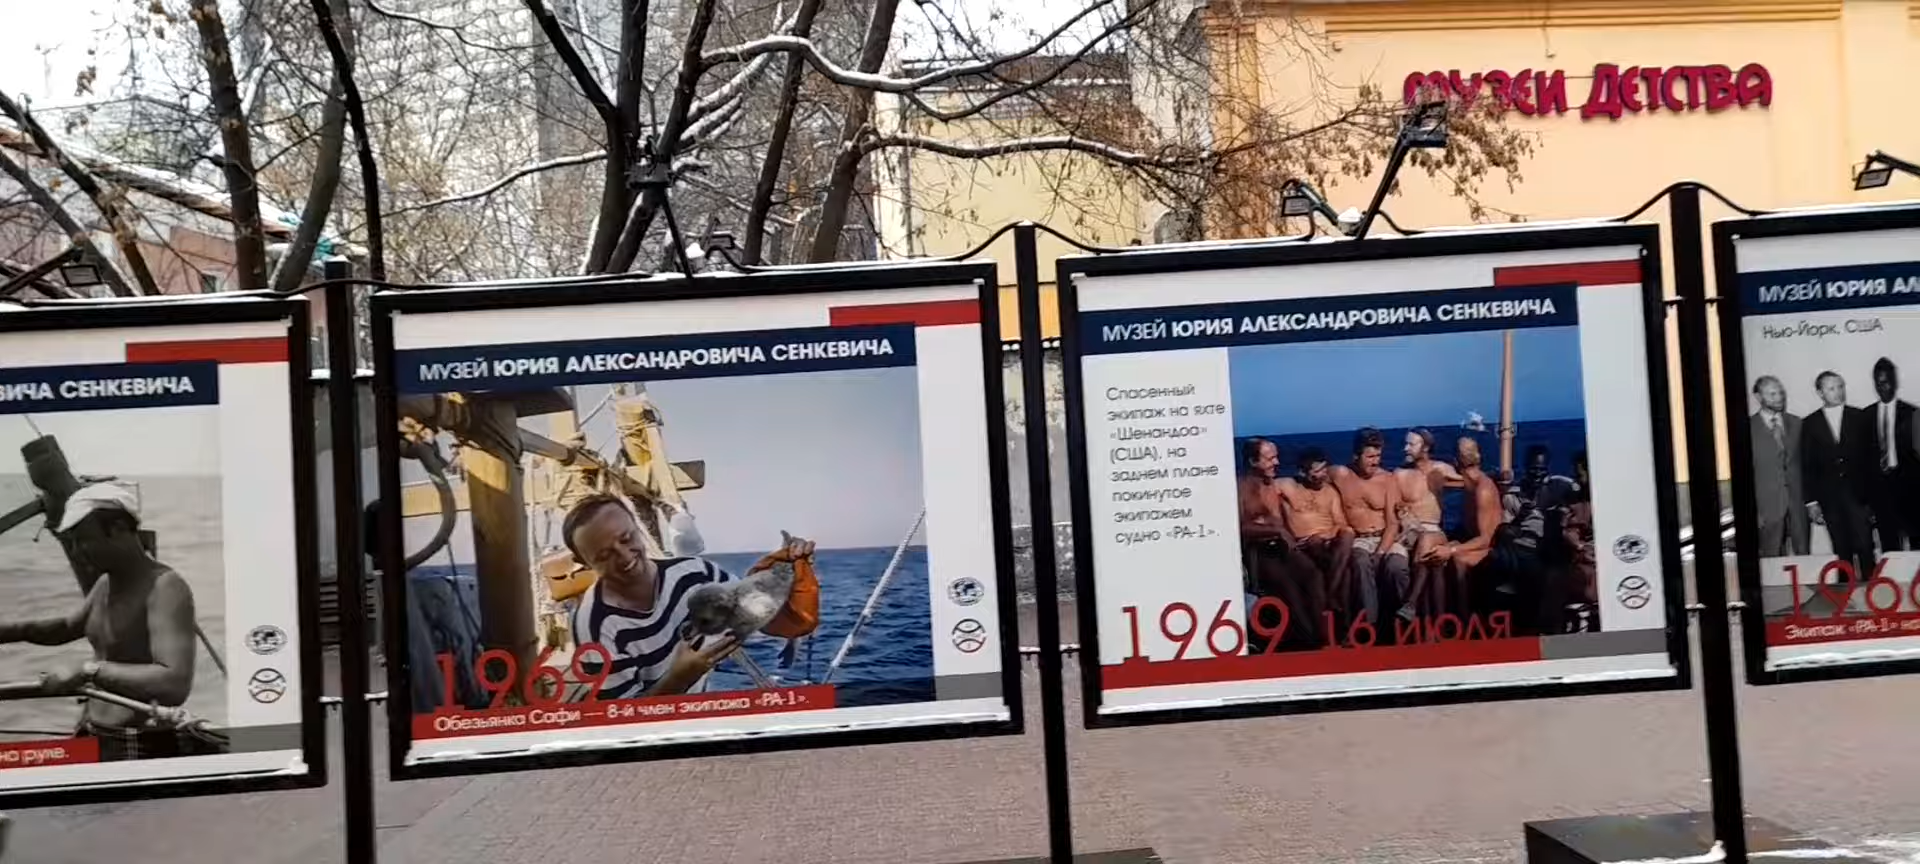 МУЗЕЙ ДЕТСТВА
ВИЧА СЕНКЕВИЧА
на руле.
МУЗЕЙ ЮРИЯ АЛЕКСАНДРОВИЧА СЕНКЕВИЧА
1969
Обезьянка Сафи — 8-й член экипажа «РА-1».
МУЗЕЙ ЮРИЯ АЛЕКСАНДРОВИЧА СЕНКЕВИЧА
Спасенный
экипаж на яхте
«Шенандоа»
(США), на
заднем плане
покинутое
экипажем
судно «РА-1».
1969 16 ИЮЛЯ
МУЗЕЙ ЮРИЯ АЛ
Нью-Йорк, США
196
Экипаж «РА-1» на